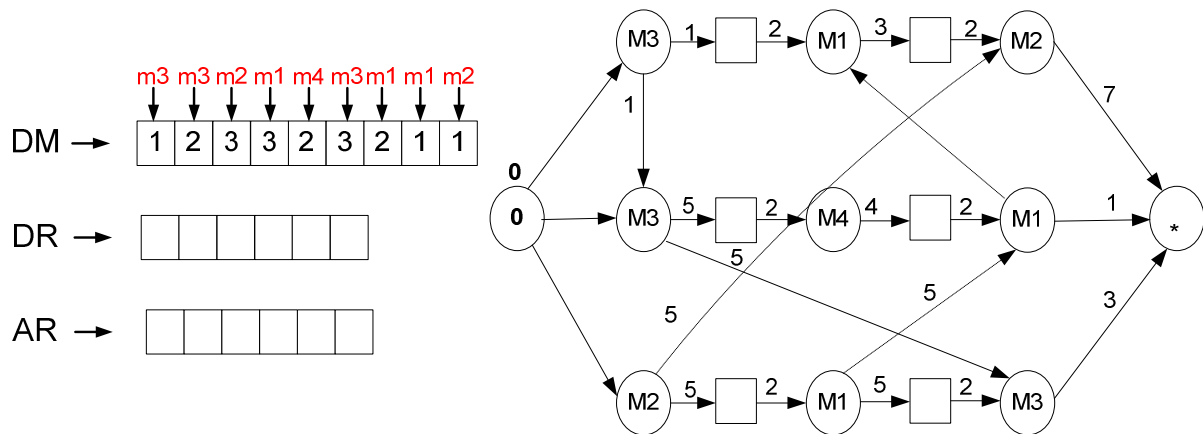 m3 m3 m2 m1 m4 m3 m1 m1 m2
DM 1 2 3 3 2 3 2 1 1
DR
AR
M3 1 2 M1 3 2 M2
1 7
0
0 M3 5 2 M4 4 2 M1 1 *
5
5 5 3
M2 5 2 M1 5 2 M3